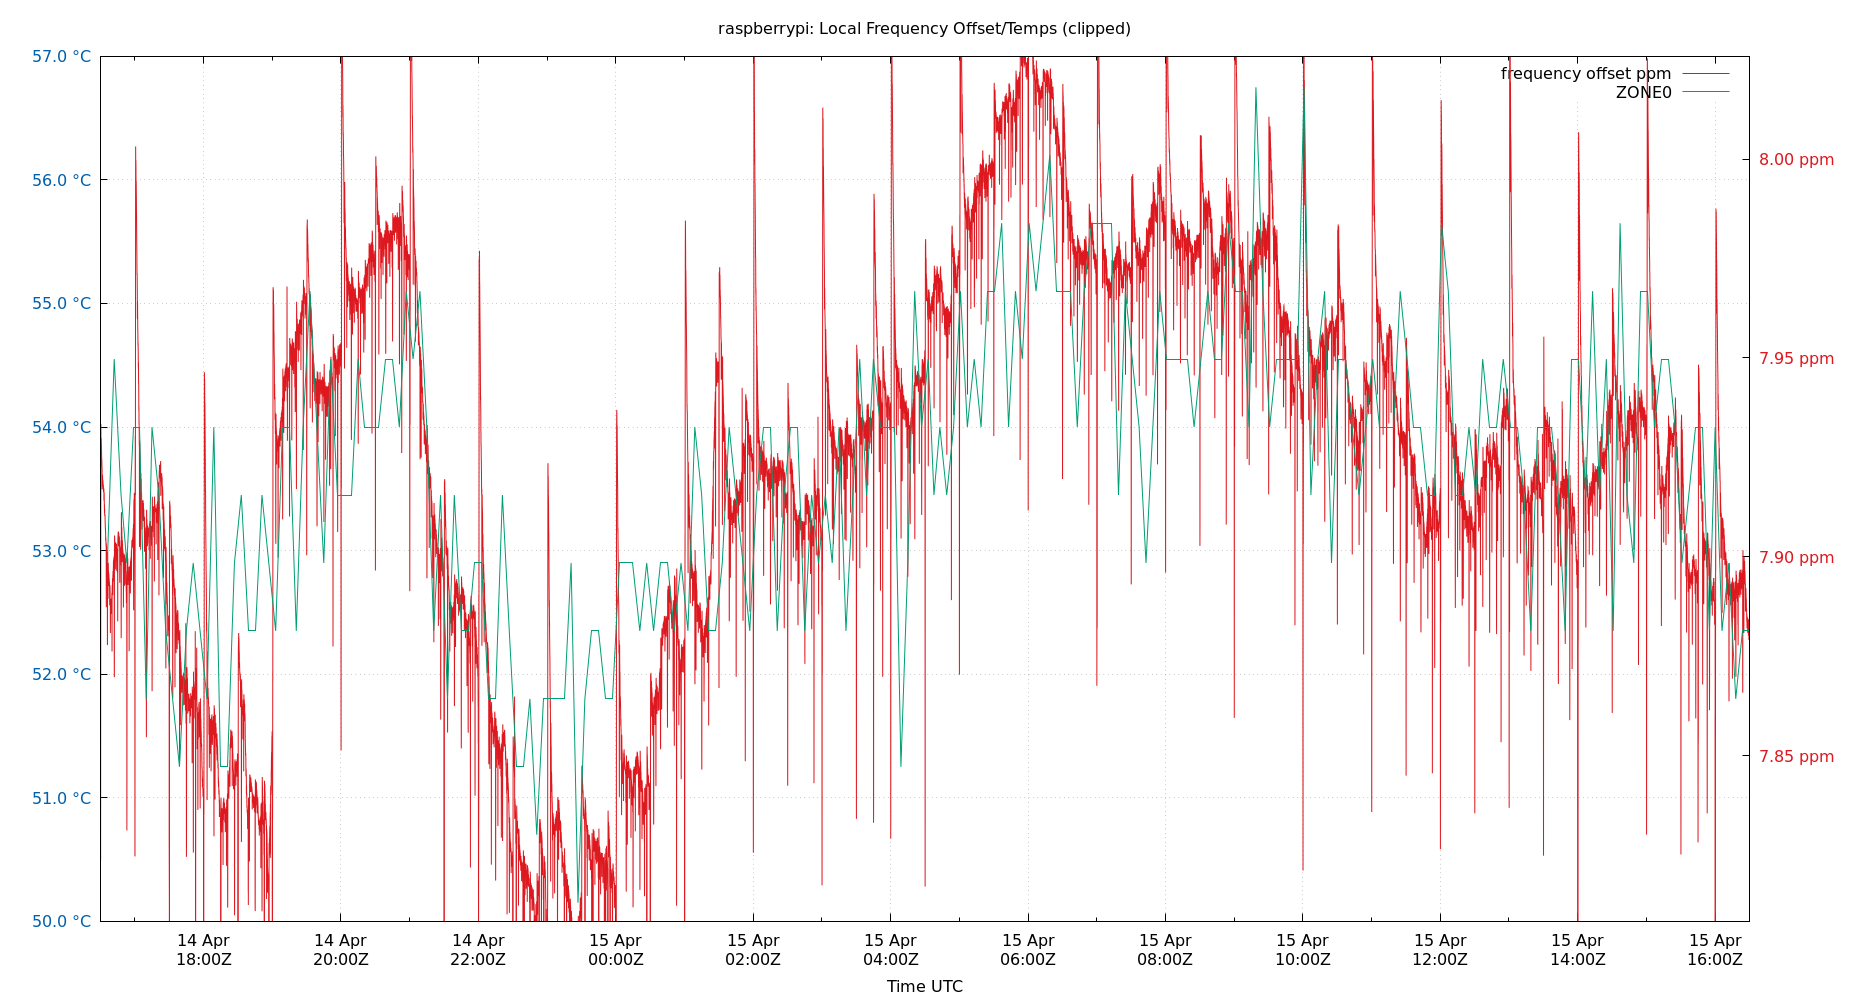 raspberrypi: Local Frequency Offset/Temps (clipped)
57.0 °C
56.0 °C
55.0 °C
54.0 °C
53.0 °C
52.0 °C
51.0 °C
50.0 °C
frequency offset ppm
ZONE0
8.00 ppm
7.95 ppm
7.90 ppm
7.85 ppm
14 Apr 14 Apr 14 Apr 15 Apr 15 Apr 15 Apr 15 Apr 15 Apr 15 Apr 15 Apr 15 Apr 15 Apr
18:00Z 20:00Z 22:00Z 00:00Z 02:00Z 04:00Z 06:00Z 08:00Z 10:00Z 12:00Z 14:00Z 16:00Z
Time UTC